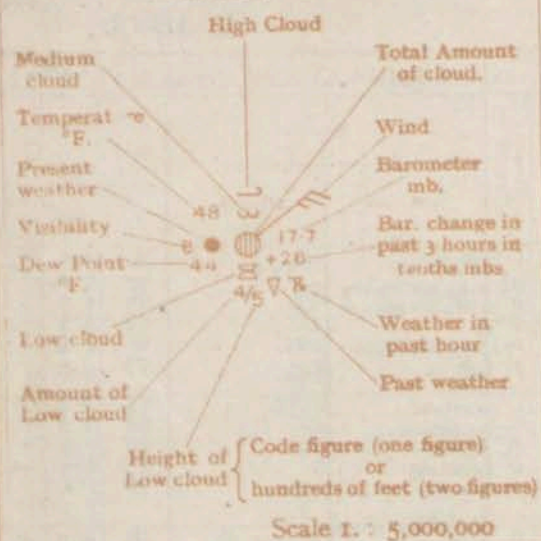 High Cloud
Medium
cloud
Total Amount
of cloud.
°F.
Wind
Present
weather
Barometer
mb.
48
Visibility
8
17·7
Bar. change in
past 3 hours in
tenths mbs
Dew Point
°F.
44
+26
4/5
Low cloud
Weather in
past hour
Amount of
Low cloud
Past weather
Height of
Low cloud
Code figure (one figure)
or
hundreds of feet (two figures)
Scale 1. : 5,000,000